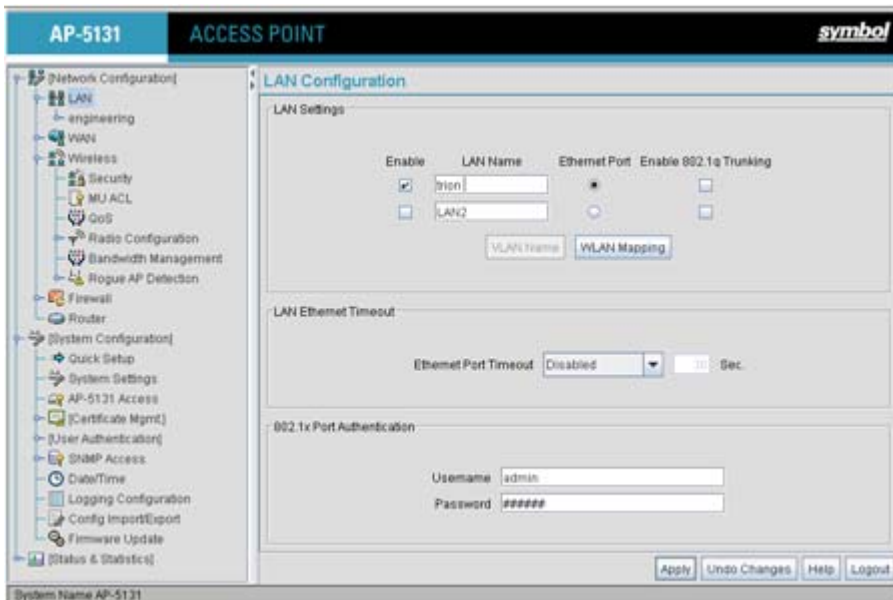 AP-5131 ACCESS POINT symbol
[Network Configuration]
LAN
engineering
WAN
Wireless
Security
MU ACL
QoS
Radio Configuration
Bandwidth Management
Rogue AP Detection
Firewall
Router
[System Configuration]
Quick Setup
System Settings
AP-5131 Access
[Certificate Mgmt.]
[User Authentication]
SNMP Access
Date/Time
Logging Configuration
Config Import/Export
Firmware Update
[Status & Statistics]
LAN Configuration
LAN Settings
Enable LAN Name Ethernet Port Enable 802.1q Trunking
trion
LAN2
VLAN Name WLAN Mapping
LAN Ethernet Timeout
Ethernet Port Timeout Disabled 30 Sec.
802.1x Port Authentication
Username admin
Password ######
Apply Undo Changes Help Logout
System Name AP-5131